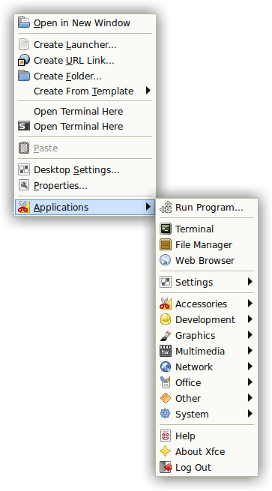 Open in New Window
Create Launcher...
Create URL Link...
Create Folder...
Create From Template
Open Terminal Here
Open Terminal Here
Paste
Desktop Settings...
Properties...
Applications
Run Program...
Terminal
File Manager
Web Browser
Settings
Accessories
Development
Graphics
Multimedia
Network
Office
Other
System
Help
About Xfce
Log Out